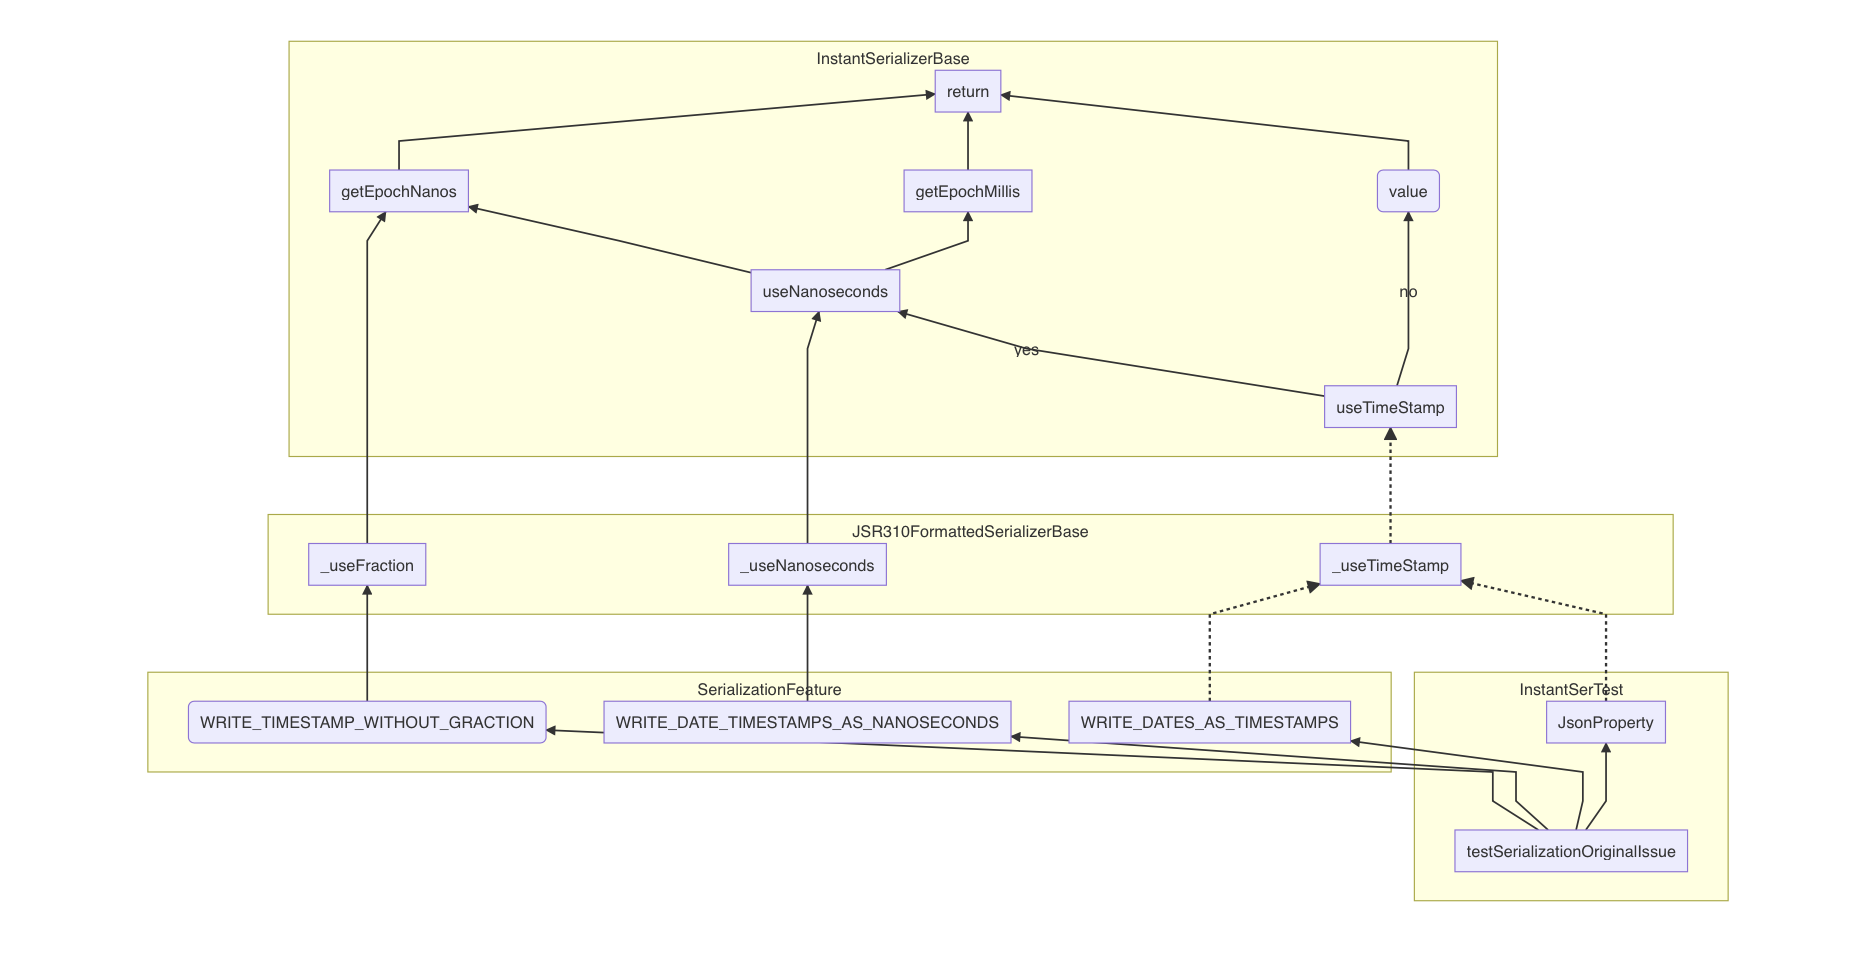 InstantSerializerBase
return
getEpochNanos
getEpochMillis
value
useNanoseconds
no
yes
useTimeStamp
JSR310FormattedSerializerBase
_useFraction
_useNanoseconds
_useTimeStamp
SerializationFeature
InstantSerTest
WRITE_TIMESTAMP_WITHOUT_GRACTION
WRITE_DATE_TIMESTAMPS_AS_NANOSECONDS
WRITE_DATES_AS_TIMESTAMPS
JsonProperty
testSerializationOriginalIssue